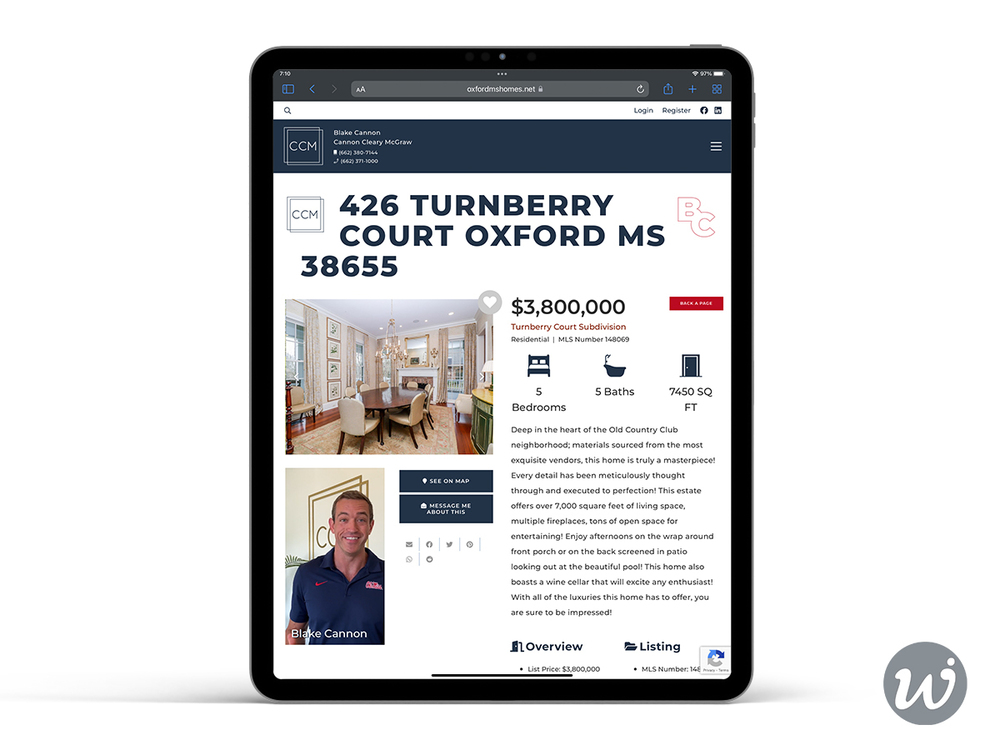 7:10
97%
AA
oxfordmshomes.net
Login Register
CCM
Blake Cannon
Cannon Cleary McGraw
(662) 380-7144
(662) 371-1000
CCM
426 TURNBERRY
COURT OXFORD MS
38655
BC
$3,800,000
BACK A PAGE
Turnberry Court Subdivision
Residential | MLS Number 148069
5
Bedrooms
5 Baths
7450 SQ
FT
Deep in the heart of the Old Country Club
neighborhood; materials sourced from the most
exquisite vendors, this home is truly a masterpiece!
Every detail has been meticulously thought
through and executed to perfection! This estate
offers over 7,000 square feet of living space,
multiple fireplaces, tons of open space for
entertaining! Enjoy afternoons on the wrap around
front porch or on the back screened in patio
looking out at the beautiful pool! This home also
boasts a wine cellar that will excite any enthusiast!
With all of the luxuries this home has to offer, you
are sure to be impressed!
SEE ON MAP
MESSAGE ME
ABOUT THIS
Blake Cannon
Overview
List Price: $3,800,000
Listing
MLS Number: 148
Privacy - Terms
w